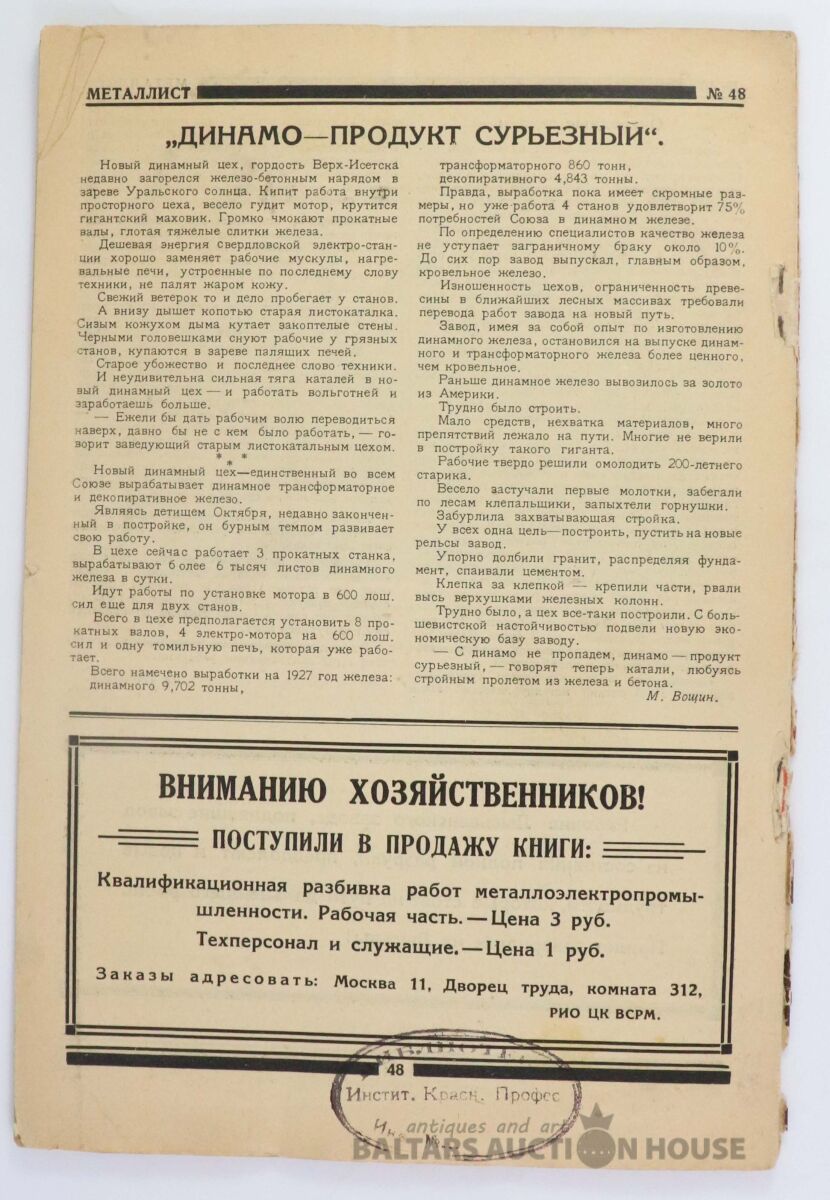 МЕТАЛЛИСТ № 48
„ДИНАМО—ПРОДУКТ СУРЬЕЗНЫЙ“.
Новый динамный цех, гордость Верх-Исетска
недавно загорелся железо-бетонным нарядом в
зареве Уральского солнца. Кипит работа внутри
просторного цеха, весело гудит мотор, крутится
гигантский маховик. Громко чмокают прокатные
валы, глотая тяжелые слитки железа.
Дешевая энергия свердловской электро-стан-
ции хорошо заменяет рабочие мускулы, нагре-
вальные печи, устроенные по последнему слову
техники, не палят жаром кожу.
Свежий ветерок то и дело пробегает у станов.
А внизу дышет копотью старая листокаталка.
Сизым кожухом дыма кутает закоптелые стены.
Черными головешками снуют рабочие у грязных
станов, купаются в зареве палящих печей.
Старое убожество и последнее слово техники.
И неудивительна сильная тяга каталей в но-
вый динамный цех — и работать вольготней и
заработаешь больше.
— Ежели бы дать рабочим волю переводиться
наверх, давно бы не с кем было работать, — го-
ворит заведующий старым листокатальным цехом.
* * *
Новый динамный цех—единственный во всем
Союзе вырабатывает динамное трансформаторное
и декопиративное железо.
Являясь детищем Октября, недавно закончен-
ный в постройке, он бурным темпом развивает
свою работу.
В цехе сейчас работает 3 прокатных станка,
вырабатывают более 6 тысяч листов динамного
железа в сутки.
Идут работы по установке мотора в 600 лош.
сил еще для двух станов.
Всего в цехе предполагается установить 8 про-
катных валов, 4 электро-мотора на 600 лош.
сил и одну томильную печь, которая уже рабо-
тает.
Всего намечено выработки на 1927 год железа:
динамного 9,702 тонны,
трансформаторного 860 тонн,
декопиративного 4,843 тонны.
Правда, выработка пока имеет скромные раз-
меры, но уже работа 4 станов удовлетворит 75%
потребностей Союза в динамном железе.
По определению специалистов качество железа
не уступает заграничному браку около 10%.
До сих пор завод выпускал, главным образом,
кровельное железо.
Изношенность цехов, ограниченность древе-
сины в ближайших лесных массивах требовали
перевода работ завода на новый путь.
Завод, имея за собой опыт по изготовлению
динамного железа, остановился на выпуске динам-
ного и трансформаторного железа более ценного,
чем кровельное.
Раньше динамное железо вывозилось за золото
из Америки.
Трудно было строить.
Мало средств, нехватка материалов, много
препятствий лежало на пути. Многие не верили
в постройку такого гиганта.
Рабочие твердо решили омолодить 200-летнего
старика.
Весело застучали первые молотки, забегали
по лесам клепальщики, запыхтели горнушки.
Забурлила захватывающая стройка.
У всех одна цель—построить, пустить на новые
рельсы завод.
Упорно долбили гранит, распределяя фунда-
мент, спаивали цементом.
Клепка за клепкой — крепили части, рвали
высь верхушками железных колонн.
Трудно было, а цех все-таки построили. С боль-
шевистской настойчивостью подвели новую эко-
номическую базу заводу.
— С динамо не пропадем, динамо — продукт
сурьезный, — говорят теперь катали, любуясь
стройным пролетом из железа и бетона.
М. Вощин.
ВНИМАНИЮ ХОЗЯЙСТВЕННИКОВ!
ПОСТУПИЛИ В ПРОДАЖУ КНИГИ:
Квалификационная разбивка работ металлоэлектропромы-
шленности. Рабочая часть. — Цена 3 руб.
Техперсонал и служащие. — Цена 1 руб.
Заказы адресовать: Москва 11, Дворец труда, комната 312,
РИО ЦК ВСРМ.
48
БИБЛИОТЕКА
Инстит. Красн. Профес
antiques and art
BALTARS AUCTION HOUSE